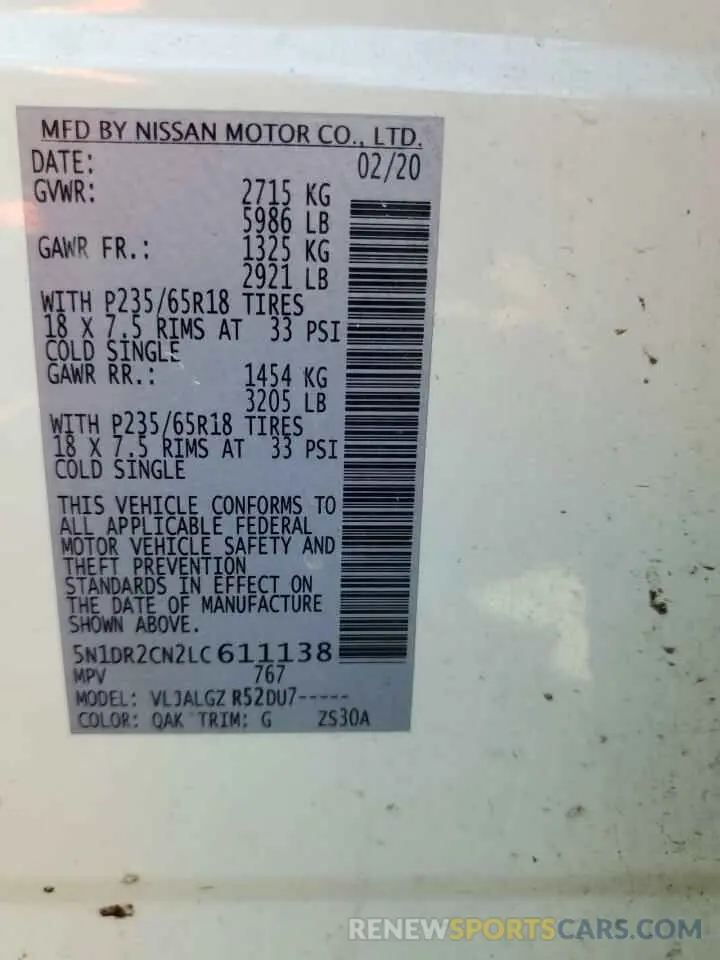 MFD BY NISSAN MOTOR CO., LTD.
DATE: 02/20
GVWR: 2715 KG
5986 LB
GAWR FR.: 1325 KG
2921 LB
WITH P235/65R18 TIRES
18 X 7.5 RIMS AT 33 PSI
COLD SINGLE
GAWR RR.: 1454 KG
3205 LB
WITH P235/65R18 TIRES
18 X 7.5 RIMS AT 33 PSI
COLD SINGLE
THIS VEHICLE CONFORMS TO
ALL APPLICABLE FEDERAL
MOTOR VEHICLE SAFETY AND
THEFT PREVENTION
STANDARDS IN EFFECT ON
THE DATE OF MANUFACTURE
SHOWN ABOVE.
5N1DR2CN2LC611138
MPV 767
MODEL: VLJALGZ R52DU7-----
COLOR: QAK TRIM: G ZS30A
RENEWSPORTSCARS.COM